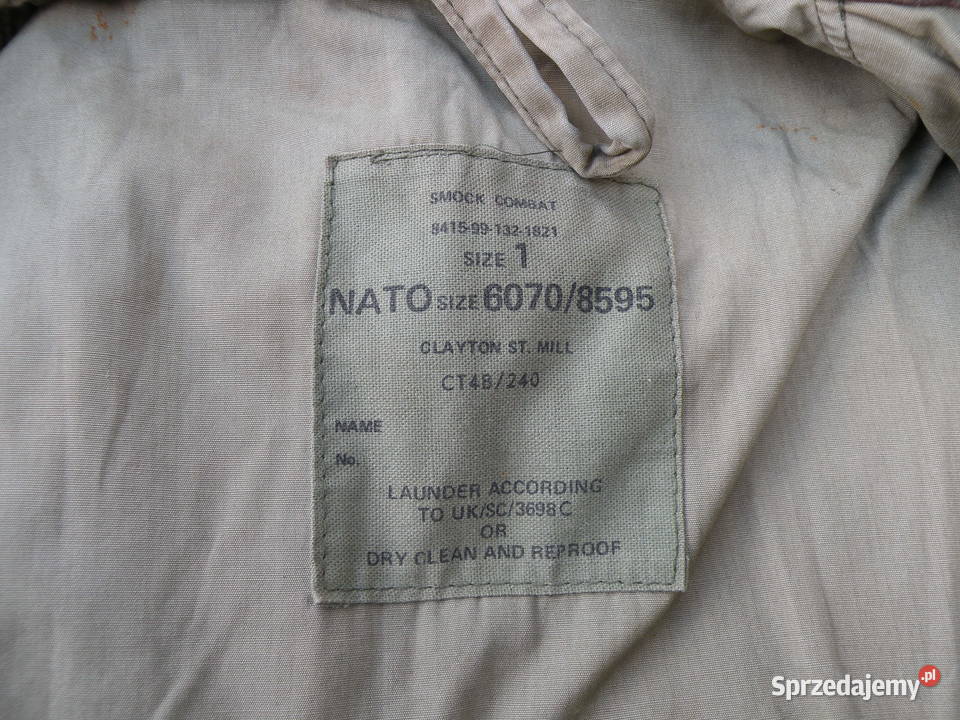 SMOCK COMBAT
8415-99-132-1821
SIZE 1
NATO SIZE 6070/8595
CLAYTON ST. MILL
CT4B/240
NAME
No.
LAUNDER ACCORDING
TO UK/SC/3698C
OR
DRY CLEAN AND REPROOF
Sprzedajemy.pl